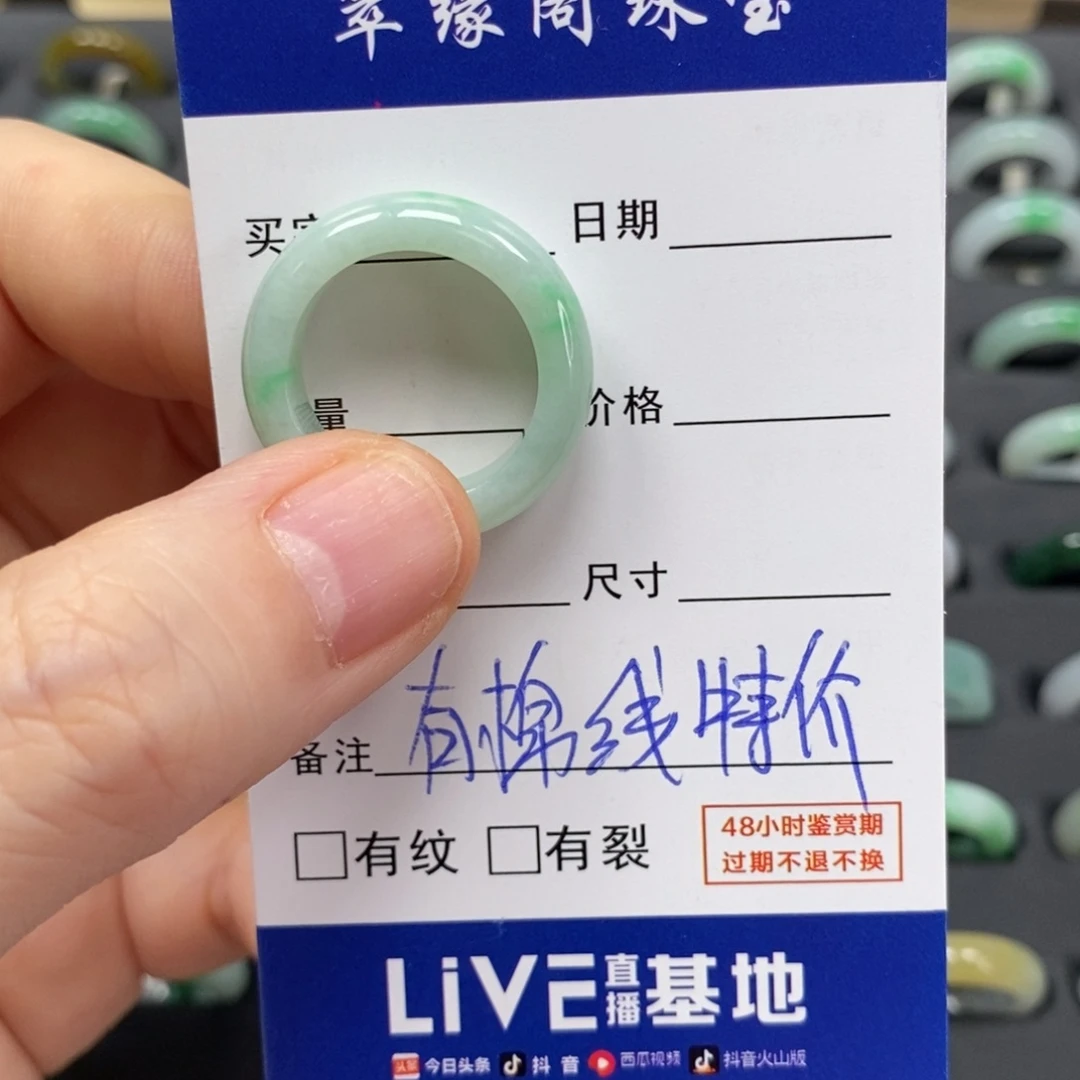 翠缘阁珠宝
买 日期
量 价格
尺寸
备注 有棉线特价
有纹 有裂
48小时鉴赏期
过期不退不换
LiVE直播基地
头条 今日头条 抖音 西瓜视频 抖音火山版